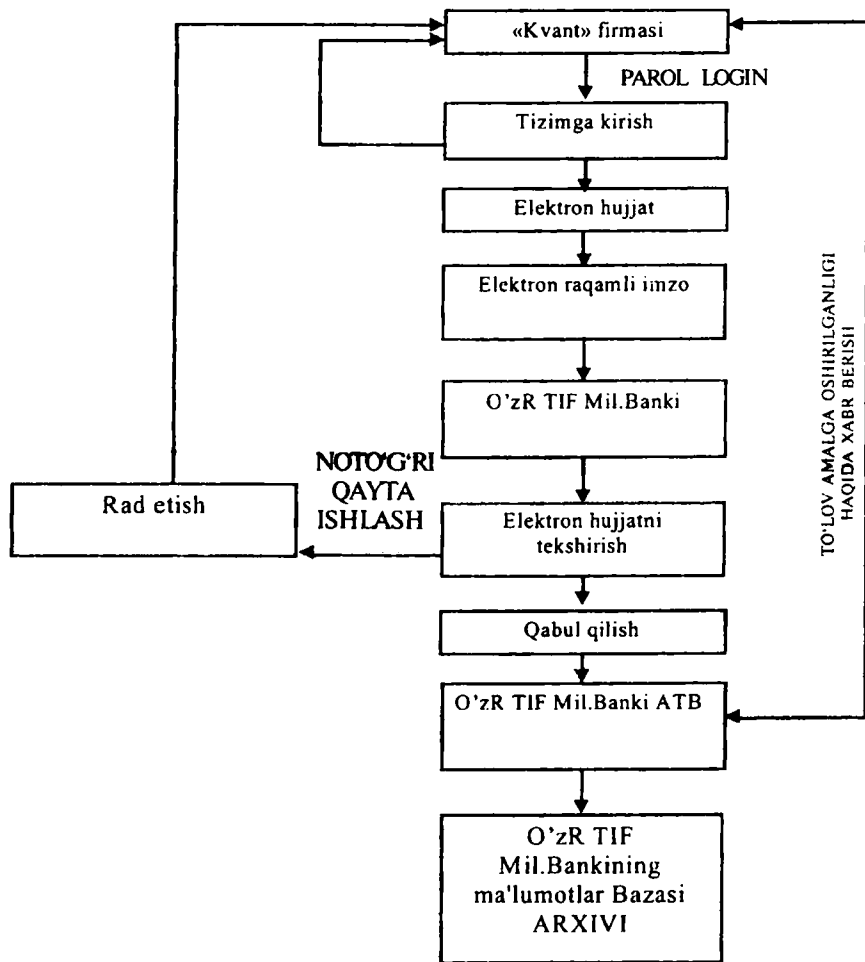 «Kvant» firmasi
PAROL LOGIN
Tizimga kirish
Elektron hujjat
Elektron raqamli imzo
O'zR TIF Mil.Banki
NOTO‘G‘RI
QAYTA
ISHLASH
Rad etish
Elektron hujjatni
tekshirish
Qabul qilish
O'zR TIF Mil.Banki ATB
O'zR TIF
Mil.Bankining
ma'lumotlar Bazasi
ARXIVI
TO‘LOV AMALGA OSHIRILGANLIGI
HAQIDA XABR BERISH